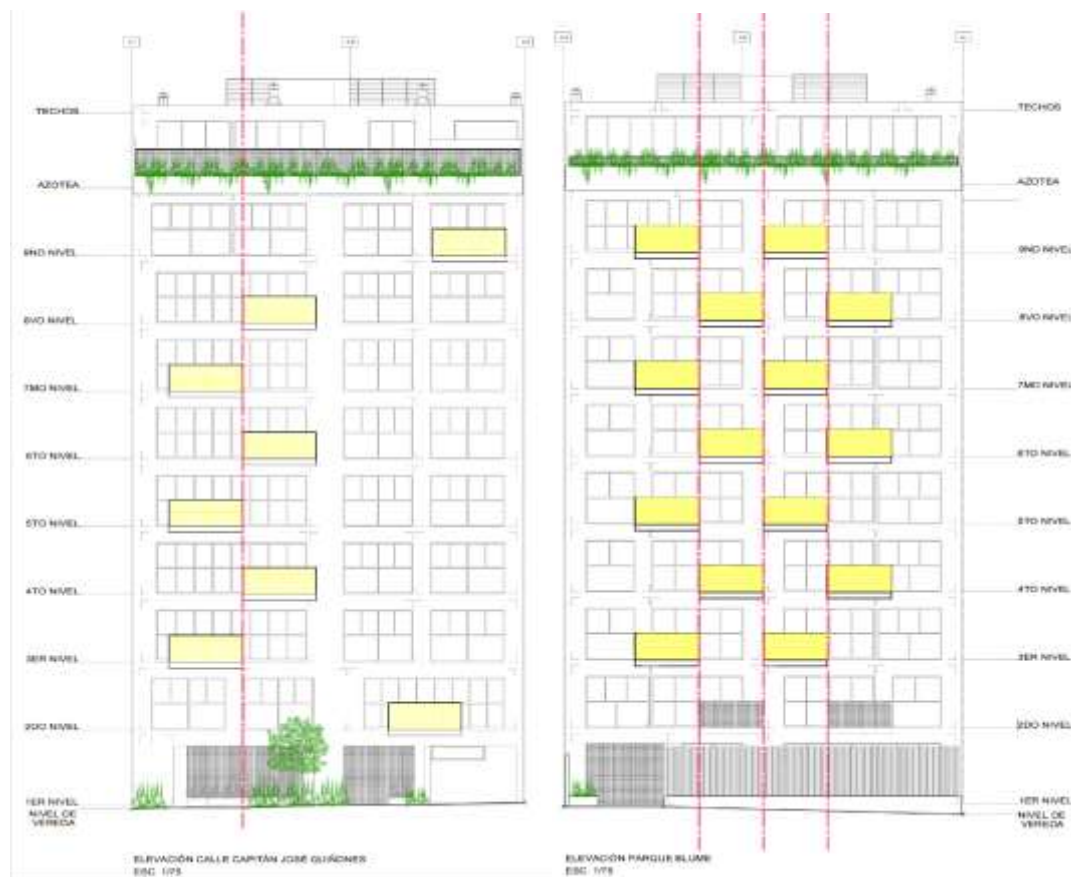 TECHOS
AZOTEA
9NO NIVEL
8VO NIVEL
7MO NIVEL
6TO NIVEL
5TO NIVEL
4TO NIVEL
3ER NIVEL
2DO NIVEL
1ER NIVEL
NIVEL DE
VEREDA
ELEVACIÓN CALLE CAPITÁN JOSÉ QUIÑONES
ESC 1/75
TECHOS
AZOTEA
9NO NIVEL
8VO NIVEL
7MO NIVEL
6TO NIVEL
5TO NIVEL
4TO NIVEL
3ER NIVEL
2DO NIVEL
1ER NIVEL
NIVEL DE
VEREDA
ELEVACIÓN PARQUE BLUME
ESC 1/75